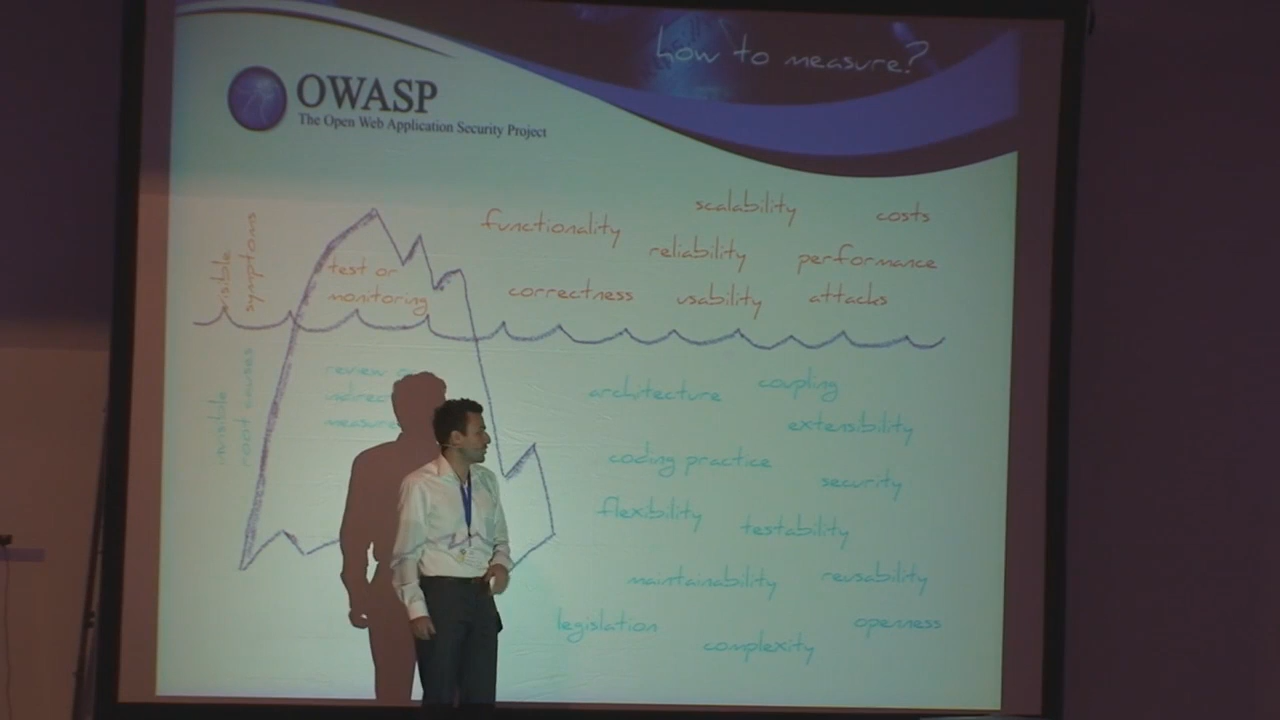 how to measure?
OWASP
The Open Web Application Security Project
visible
symptoms
test or
monitoring
functionality
scalability
costs
reliability
performance
correctness
usability
attacks
invisible
root causes
review
architecture
coupling
extensibility
coding practice
security
flexibility
testability
maintainability
reusability
legislation
openness
complexity